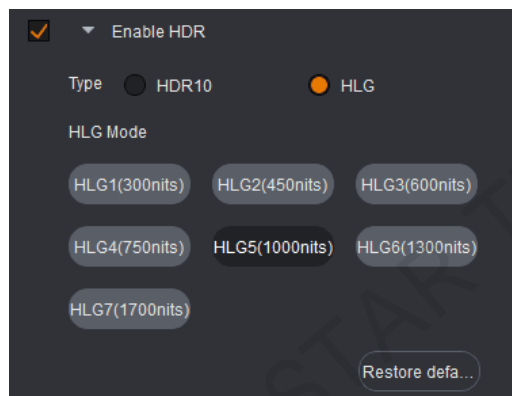 Enable HDR
Type HDR10 HLG
HLG Mode
HLG1(300nits) HLG2(450nits) HLG3(600nits)
HLG4(750nits) HLG5(1000nits) HLG6(1300nits)
HLG7(1700nits)
Restore defa...